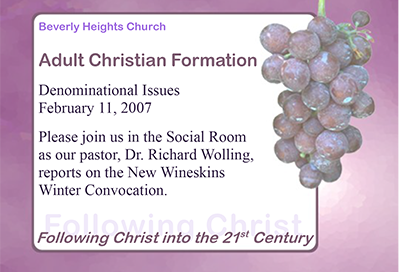 Beverly Heights Church
Adult Christian Formation
Denominational Issues
February 11, 2007
Please join us in the Social Room
as our pastor, Dr. Richard Wolling,
reports on the New Wineskins
Winter Convocation.
Following Christ
Following Christ into the 21st Century